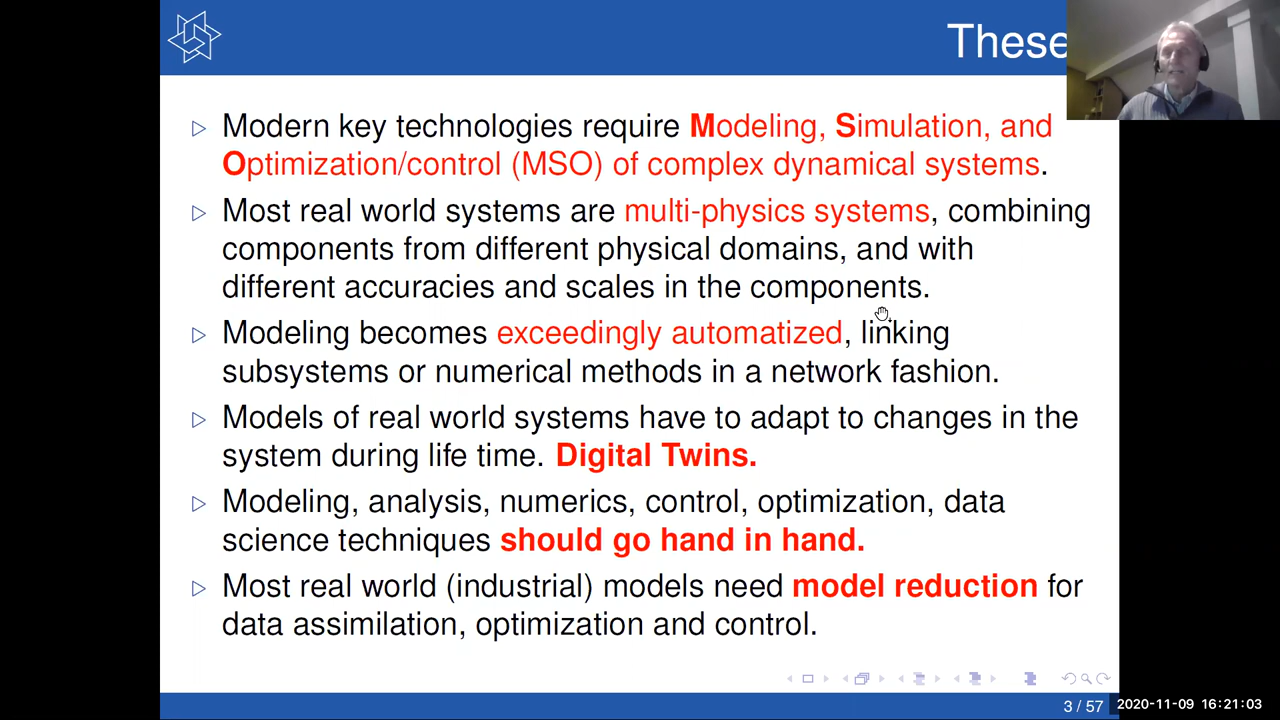 These
Modern key technologies require Modeling, Simulation, and
Optimization/control (MSO) of complex dynamical systems.
Most real world systems are multi-physics systems, combining
components from different physical domains, and with
different accuracies and scales in the components.
Modeling becomes exceedingly automatized, linking
subsystems or numerical methods in a network fashion.
Models of real world systems have to adapt to changes in the
system during life time. Digital Twins.
Modeling, analysis, numerics, control, optimization, data
science techniques should go hand in hand.
Most real world (industrial) models need model reduction for
data assimilation, optimization and control.
3 / 57
2020-11-09 16:21:03